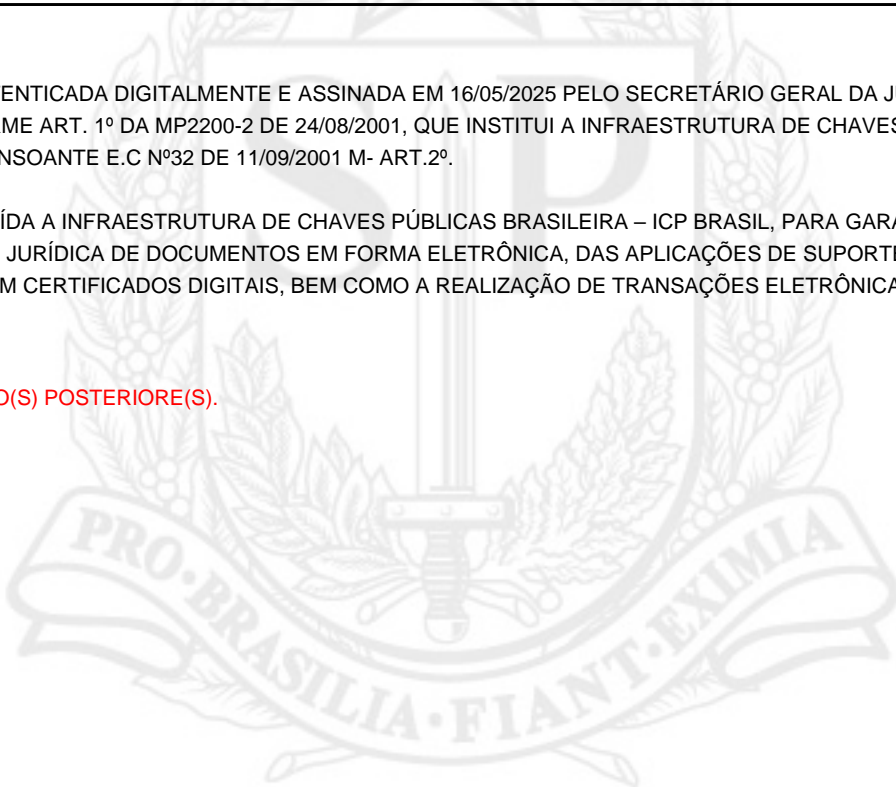 ENTICADA DIGITALMENTE E ASSINADA EM 16/05/2025 PELO SECRETÁRIO GERAL DA J
ME ART. 1º DA MP2200-2 DE 24/08/2001, QUE INSTITUI A INFRAESTRUTURA DE CHAVES
NSOANTE E.C Nº32 DE 11/09/2001 M- ART.2º.
ÍDA A INFRAESTRUTURA DE CHAVES PÚBLICAS BRASILEIRA – ICP BRASIL, PARA GARA
JURÍDICA DE DOCUMENTOS EM FORMA ELETRÔNICA, DAS APLICAÇÕES DE SUPORTE
M CERTIFICADOS DIGITAIS, BEM COMO A REALIZAÇÃO DE TRANSAÇÕES ELETRÔNICA
O(S) POSTERIORE(S).
SP
PRO·BRASILIA·FIANT·EXIMIA